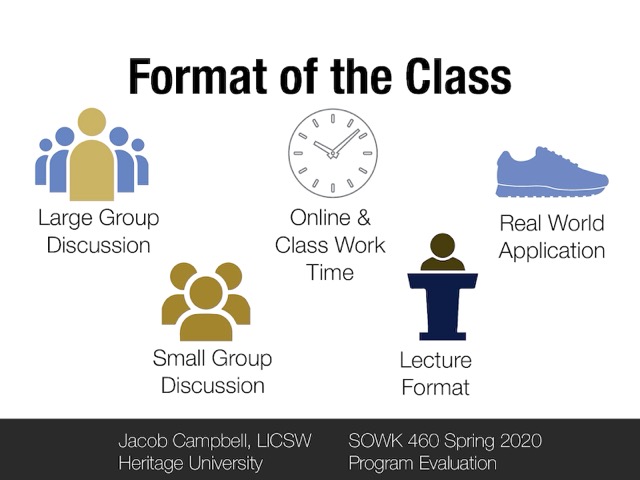 Format of the Class
Large Group
Discussion
Online &
Class Work
Time
Real World
Application
Small Group
Discussion
Lecture
Format
Jacob Campbell, LICSW
Heritage University
SOWK 460 Spring 2020
Program Evaluation